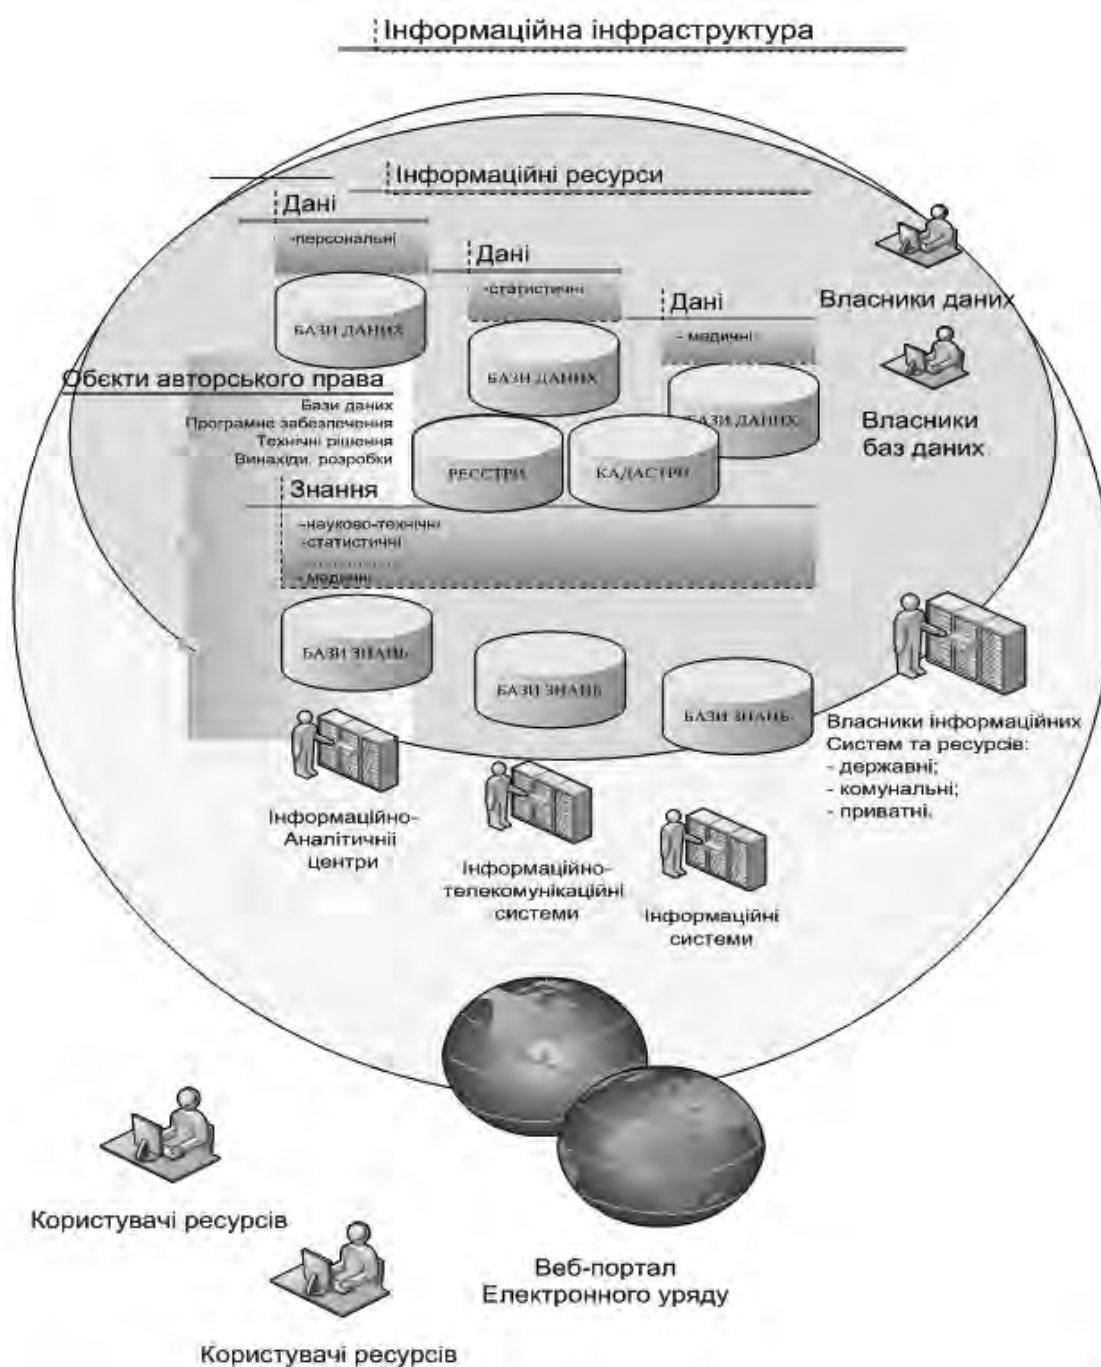 Інформаційна інфраструктура
Інформаційні ресурси
Дані
-персональні
БАЗИ ДАНИХ
Дані
-статистичні
БАЗИ ДАНИХ
Дані
- медичні
БАЗИ ДАНИХ
Власники даних
Власники
баз даних
Обєкти авторського права
Бази даних
Програмне забезпечення
Технічні рішення
Винахіди, розробки
РЕЄСТРИ
КАДАСТРИ
Знання
-науково-технічні
-статистичні
- медичні
БАЗИ ЗНАНЬ
БАЗИ ЗНАНЬ
БАЗИ ЗНАНЬ
Власники інформаційних
Систем та ресурсів:
- державні;
- комунальні;
- приватні.
Інформаційно-
Аналітичнії
центри
Інформаційно-
телекомунікаційні
системи
Інформаційні
системи
Користувачі ресурсів
Веб-портал
Електронного уряду
Користувачі ресурсів